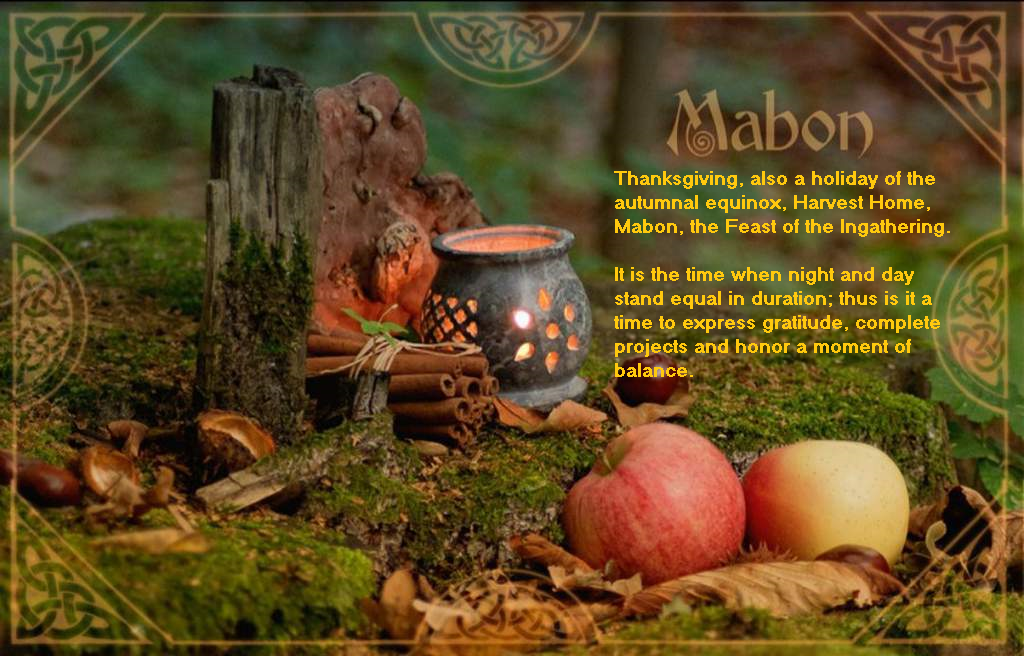 Mabon
Thanksgiving, also a holiday of the
autumnal equinox, Harvest Home,
Mabon, the Feast of the Ingathering.
It is the time when night and day
stand equal in duration; thus is it a
time to express gratitude, complete
projects and honor a moment of
balance.